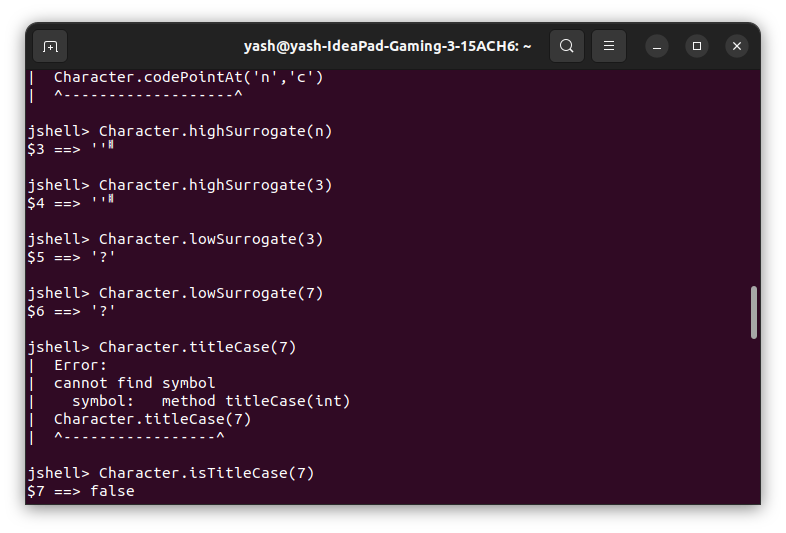 yash@yash-IdeaPad-Gaming-3-15ACH6: ~
|  Character.codePointAt('n','c')
|  ^-------------------^

jshell> Character.highSurrogate(n)
$3 ==> ''

jshell> Character.highSurrogate(3)
$4 ==> ''

jshell> Character.lowSurrogate(3)
$5 ==> '?'

jshell> Character.lowSurrogate(7)
$6 ==> '?'

jshell> Character.titleCase(7)
|  Error:
|  cannot find symbol
|    symbol:   method titleCase(int)
|  Character.titleCase(7)
|  ^-----------------^

jshell> Character.isTitleCase(7)
$7 ==> false